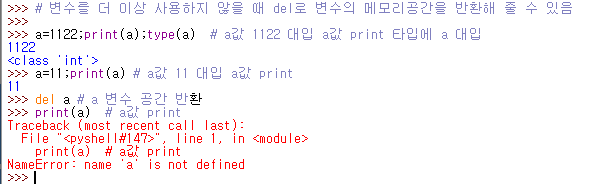 >>> # 변수를 더 이상 사용하지 않을 때 del로 변수의 메모리공간을 반환해 줄 수 있음
>>>
>>> a=1122;print(a);type(a)  # a값 1122 대입 a값 print 타입에 a 대입
1122
<class 'int'>
>>> a=11;print(a) # a값 11 대입 a값 print
11
>>> del a # a 변수 공간 반환
>>> print(a)  # a값 print
Traceback (most recent call last):
  File "<pyshell#147>", line 1, in <module>
    print(a)  # a값 print
NameError: name 'a' is not defined
>>>